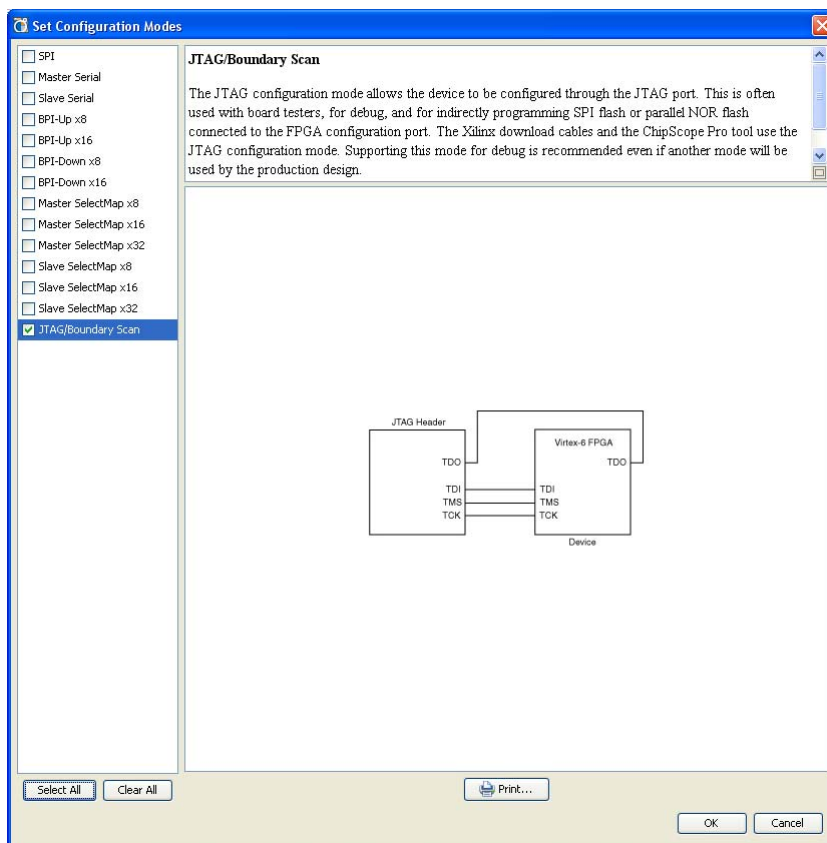 Set Configuration Modes
SPI
Master Serial
Slave Serial
BPI-Up x8
BPI-Up x16
BPI-Down x8
BPI-Down x16
Master SelectMap x8
Master SelectMap x16
Master SelectMap x32
Slave SelectMap x8
Slave SelectMap x16
Slave SelectMap x32
JTAG/Boundary Scan
JTAG/Boundary Scan
The JTAG configuration mode allows the device to be configured through the JTAG port. This is often
used with board testers, for debug, and for indirectly programming SPI flash or parallel NOR flash
connected to the FPGA configuration port. The Xilinx download cables and the ChipScope Pro tool use the
JTAG configuration mode. Supporting this mode for debug is recommended even if another mode will be
used by the production design.
JTAG Header
TDO
TDI
TMS
TCK
Virtex-6 FPGA
TDO
TDI
TMS
TCK
Device
Select All
Clear All
Print...
OK
Cancel